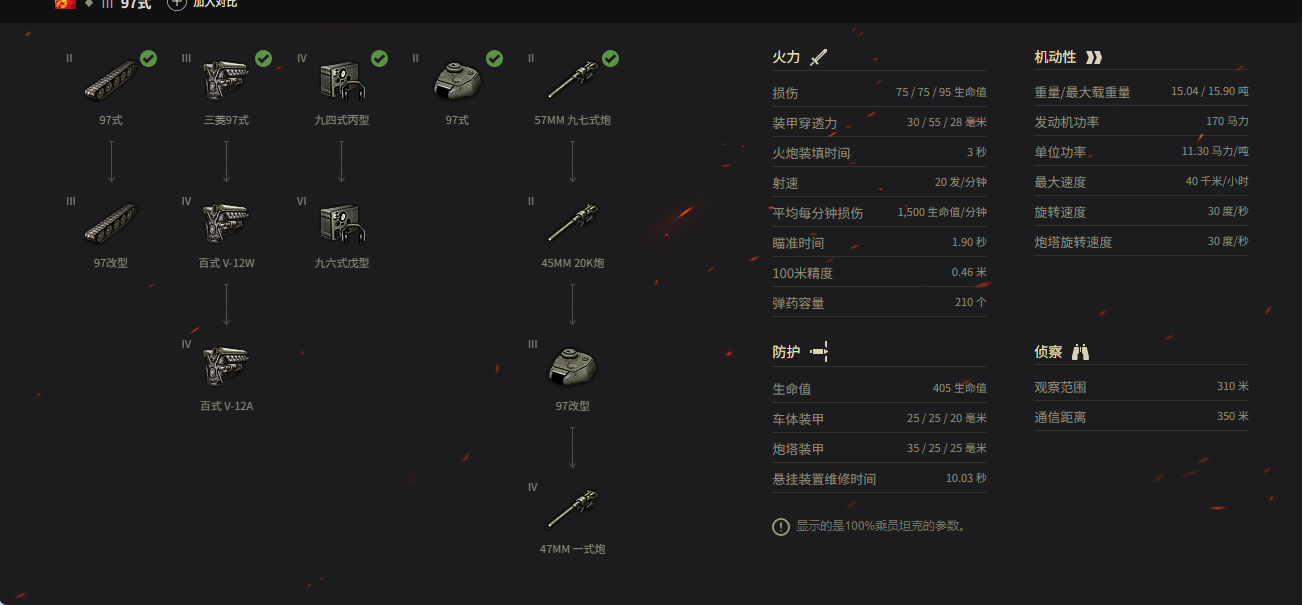 III 97式 加入对比
II III IV II II
97式 三菱97式 九四式丙型 97式 57MM 九七式炮
III IV VI II
97改型 百式 V-12W 九六式戊型 45MM 20K炮
IV III
百式 V-12A 97改型
IV
47MM 一式炮
火力
损伤 75 / 75 / 95 生命值
装甲穿透力 30 / 55 / 28 毫米
火炮装填时间 3 秒
射速 20 发/分钟
平均每分钟损伤 1,500 生命值/分钟
瞄准时间 1.90 秒
100米精度 0.46 米
弹药容量 210 个
机动性
重量/最大载重量 15.04 / 15.90 吨
发动机功率 170 马力
单位功率 11.30 马力/吨
最大速度 40 千米/小时
旋转速度 30 度/秒
炮塔旋转速度 30 度/秒
防护
生命值 405 生命值
车体装甲 25 / 25 / 20 毫米
炮塔装甲 35 / 25 / 25 毫米
悬挂装置维修时间 10.03 秒
侦察
观察范围 310 米
通信距离 350 米
显示的是100%乘员坦克的参数。